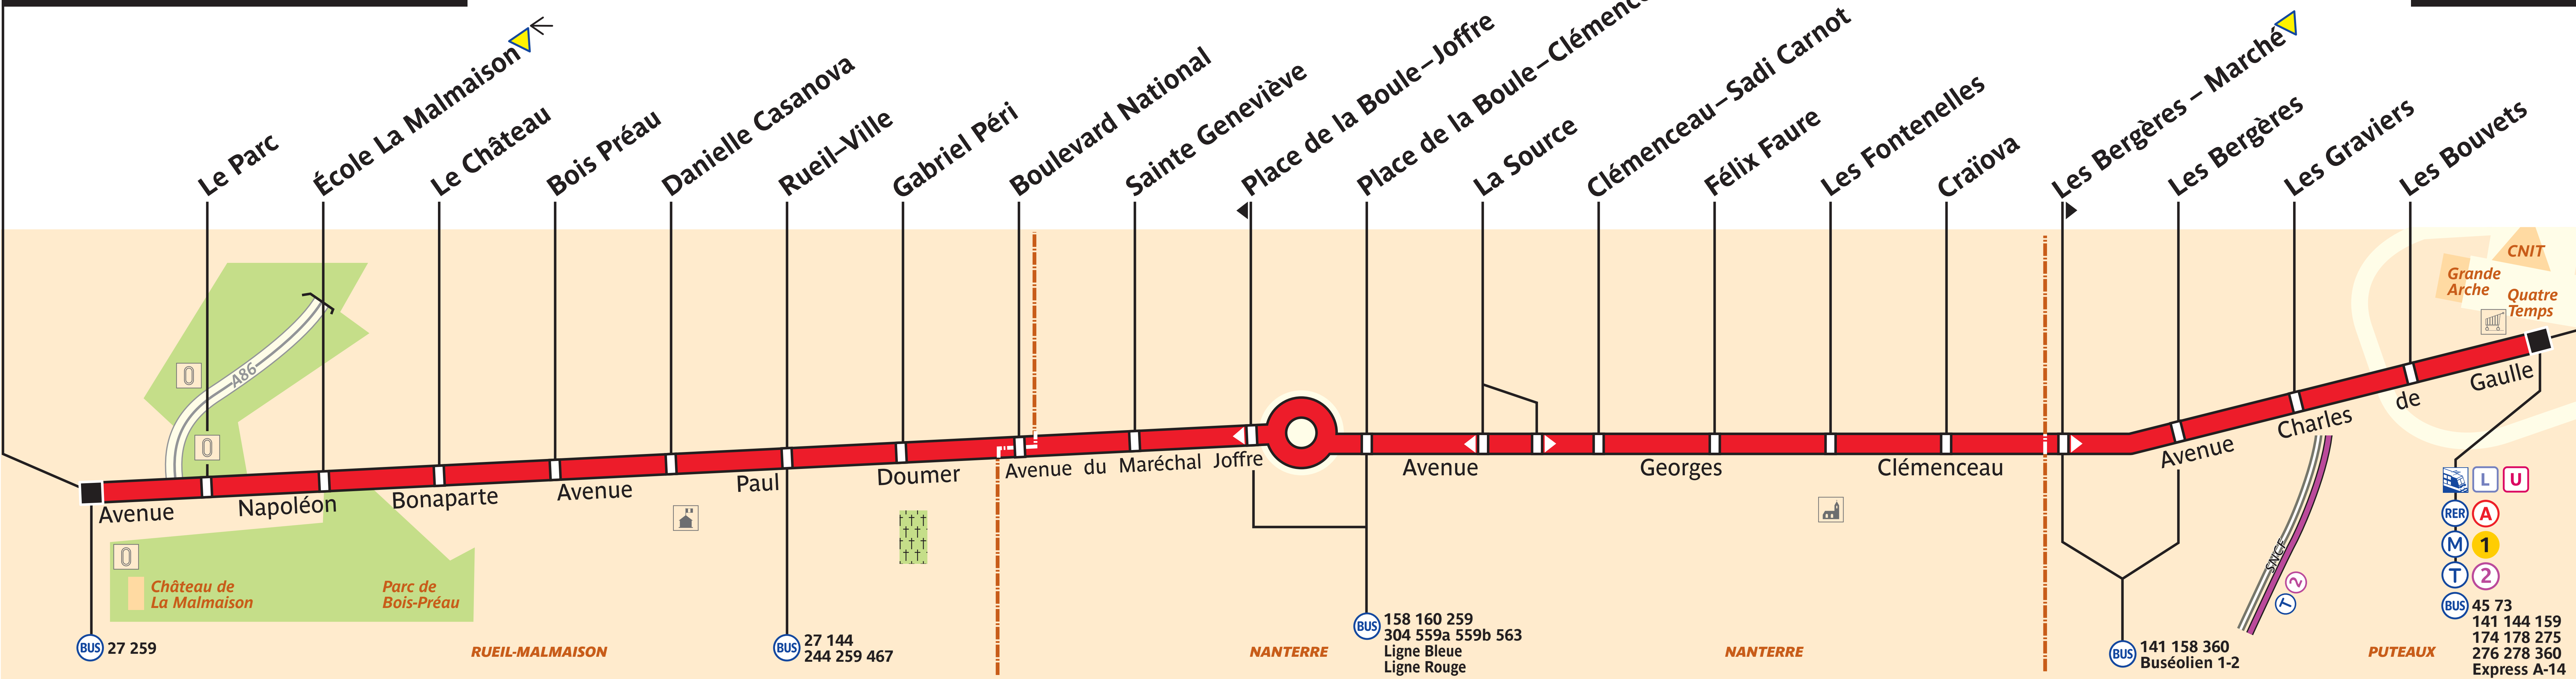 Le Parc
École La Malmaison
Le Château
Bois Préau
Danielle Casanova
Rueil–Ville
Gabriel Péri
Boulevard National
Sainte Geneviève
Place de la Boule–Joffre
Place de la Boule–Clémenc
La Source
Clémenceau–Sadi Carnot
Félix Faure
Les Fontenelles
Craïova
Les Bergères – Marché
Les Bergères
Les Graviers
Les Bouvets
CNIT
Grande
Arche
Quatre
Temps
A86
Avenue Napoléon Bonaparte
Avenue Paul Doumer
Avenue du Maréchal Joffre
Avenue Georges Clémenceau
Avenue Charles de Gaulle
Château de
La Malmaison
Parc de
Bois-Préau
SNCF
T 2
L U
RER A
M 1
T 2
BUS 45 73
141 144 159
174 178 275
276 278 360
Express A-14
BUS 27 259
BUS 27 144
244 259 467
BUS 158 160 259
304 559a 559b 563
Ligne Bleue
Ligne Rouge
BUS 141 158 360
Buséolien 1-2
RUEIL-MALMAISON
NANTERRE
NANTERRE
PUTEAUX